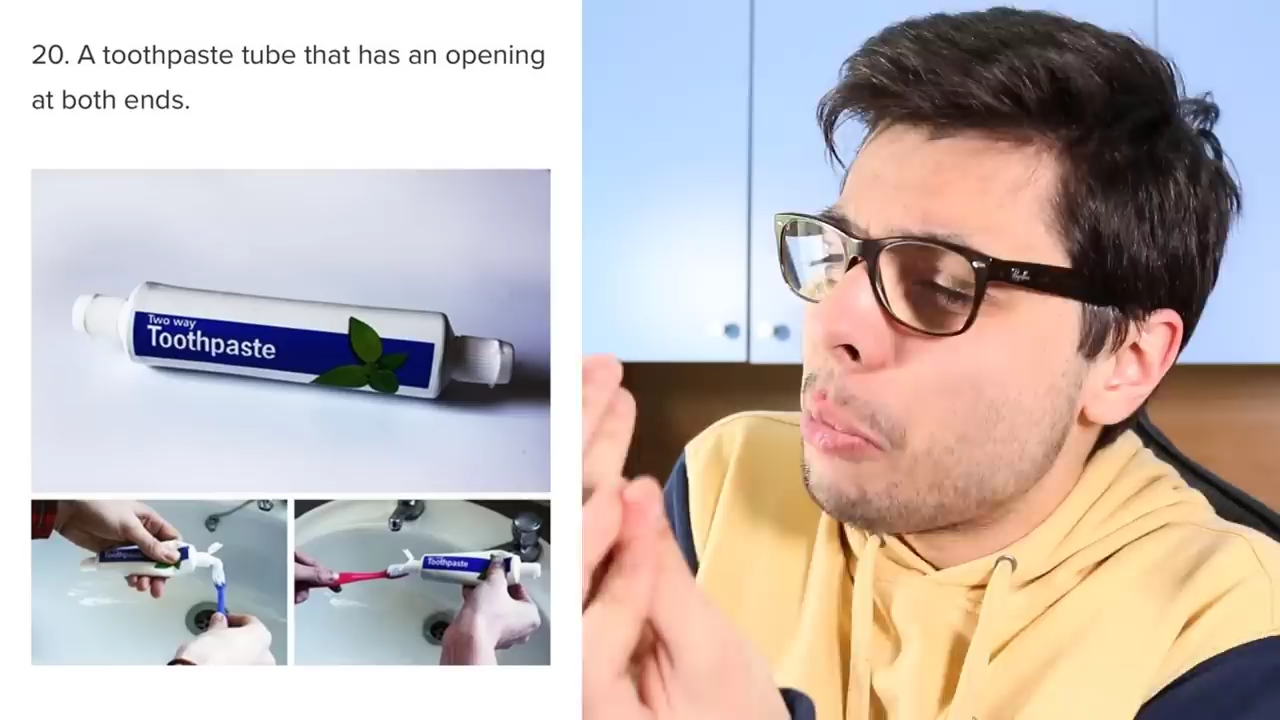 20. A toothpaste tube that has an opening
at both ends.
Two way
Toothpaste
Toothpaste
Toothpaste
Ray-Ban